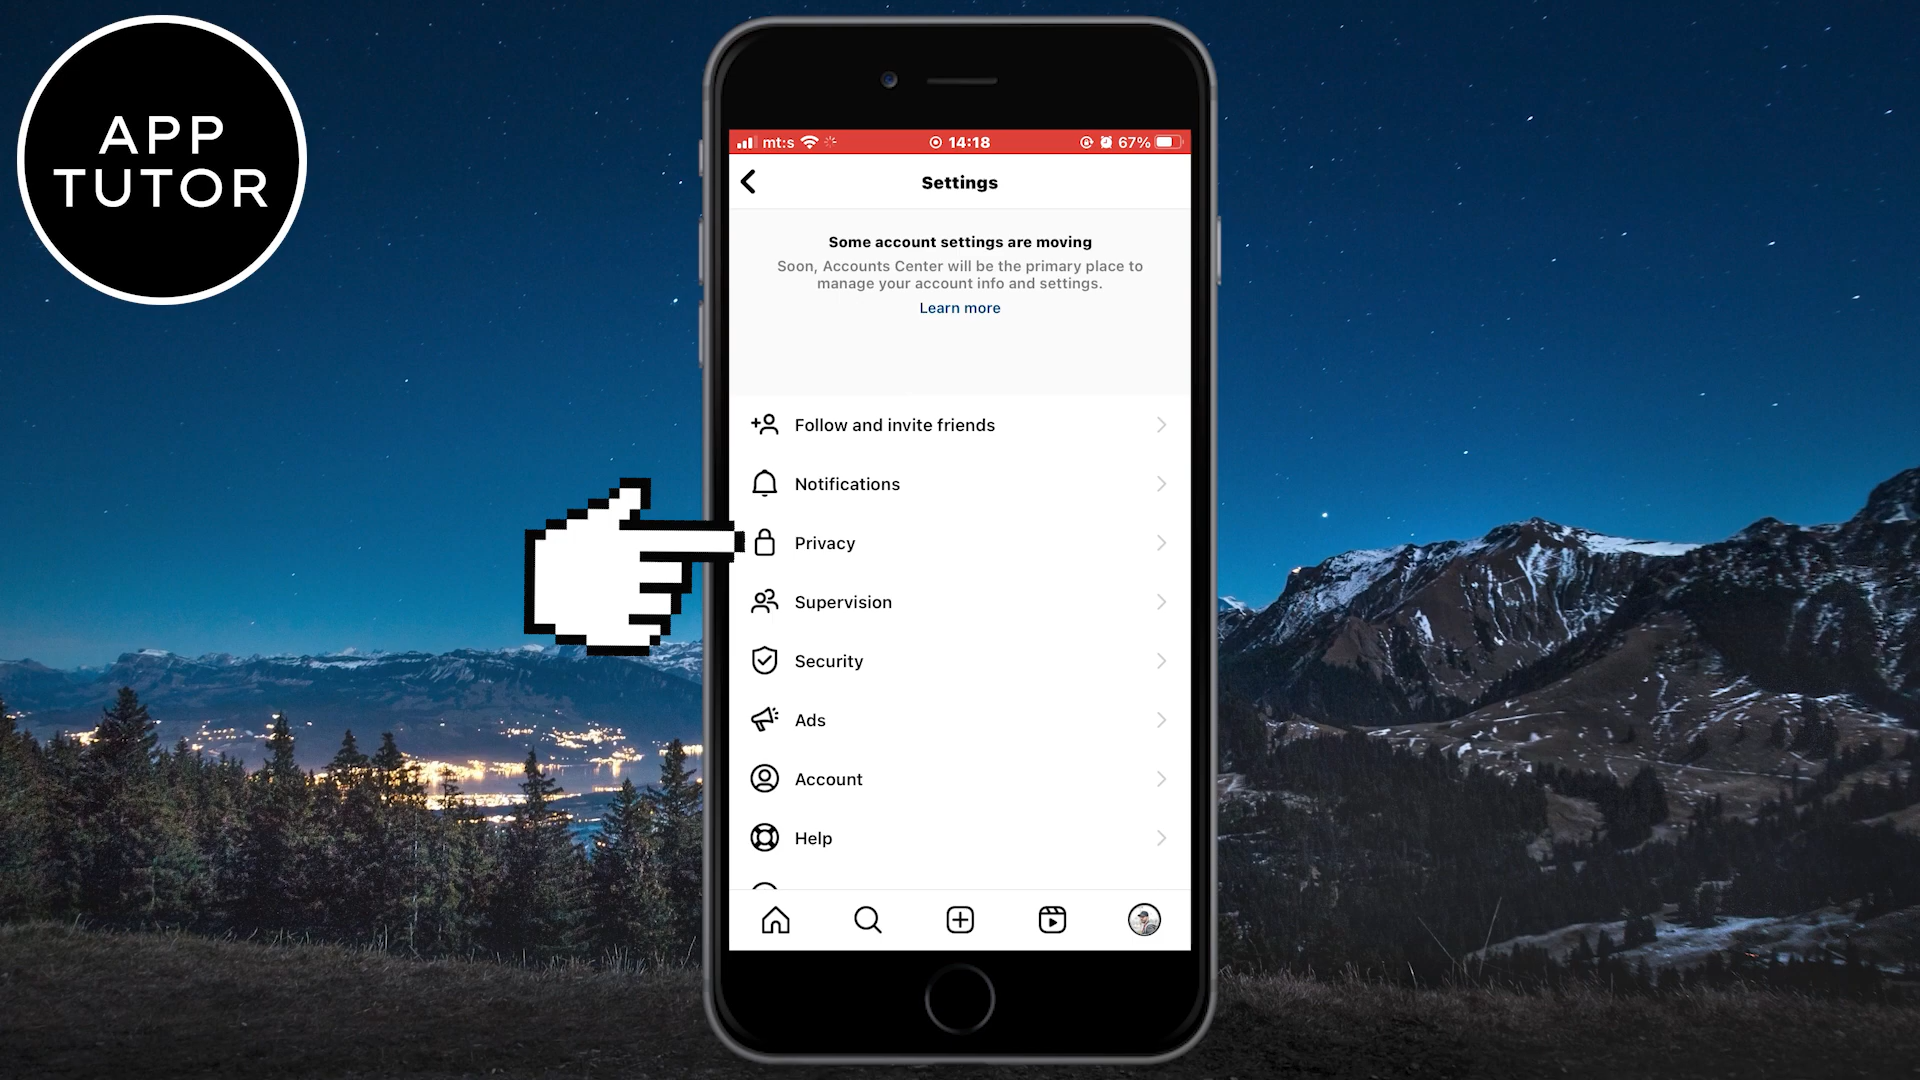 APP
TUTOR
mt:s 14:18 67%
Settings
Some account settings are moving
Soon, Accounts Center will be the primary place to
manage your account info and settings.
Learn more
Follow and invite friends
Notifications
Privacy
Supervision
Security
Ads
Account
Help